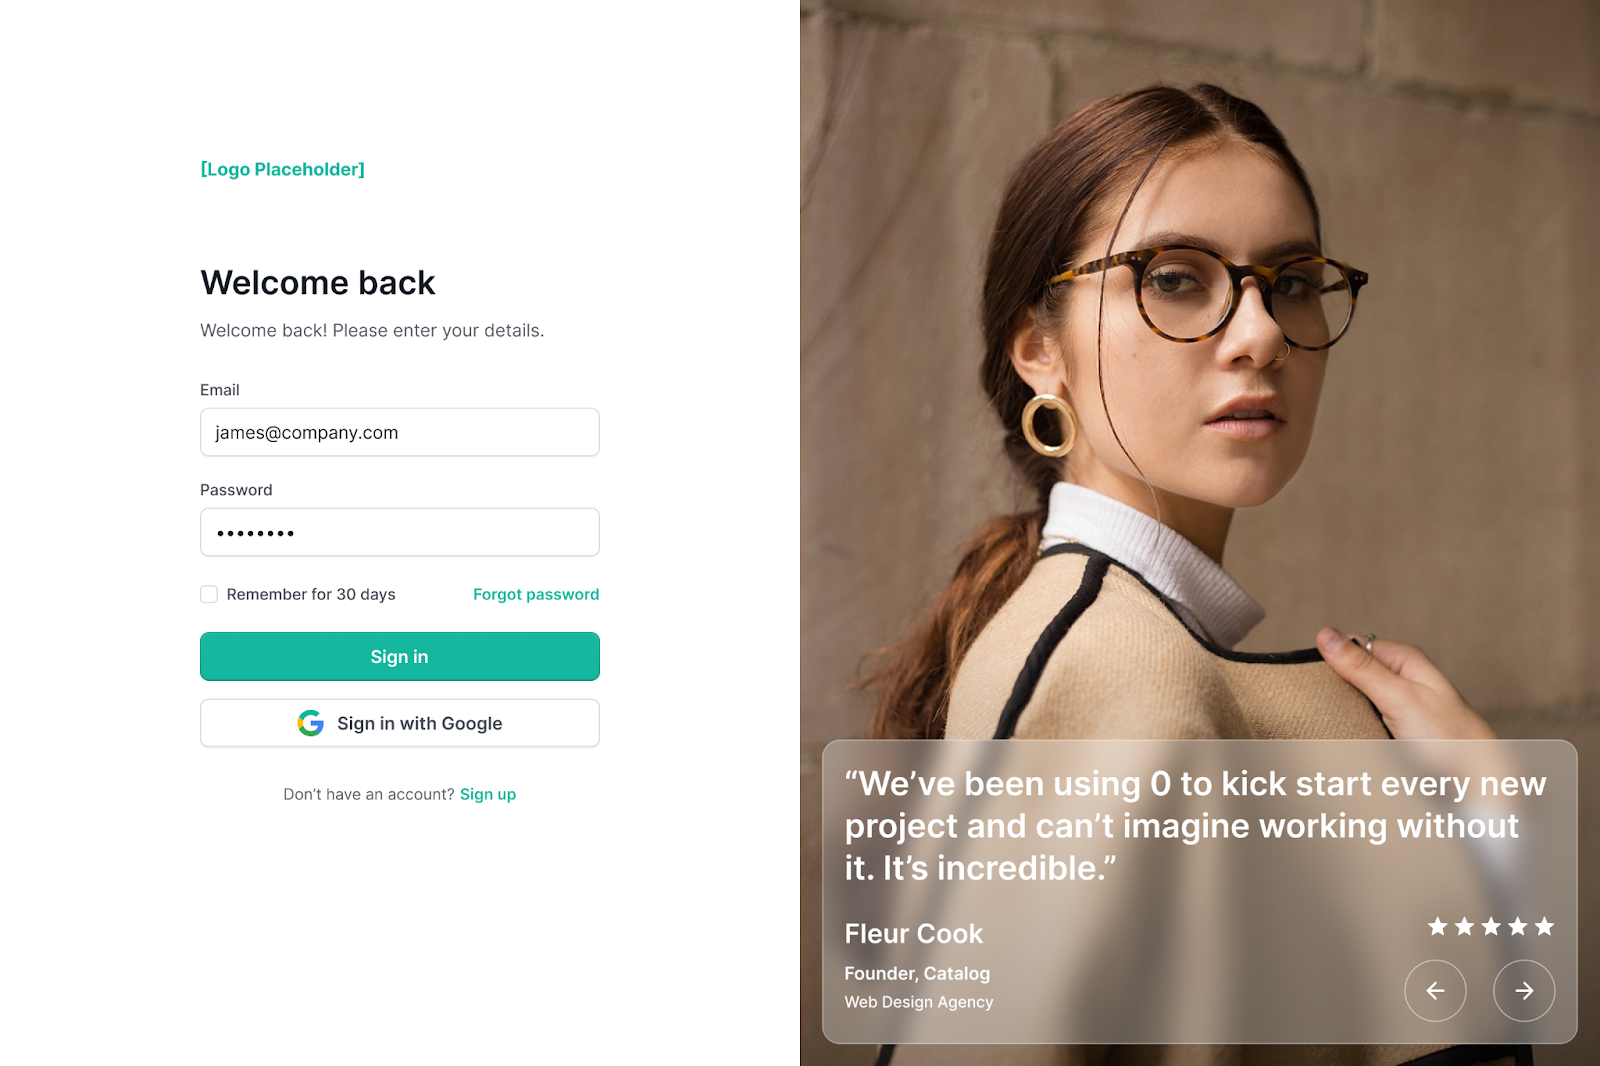 [Logo Placeholder]
Welcome back
Welcome back! Please enter your details.
Email
james@company.com
Password
••••••••
Remember for 30 days
Forgot password
Sign in
Sign in with Google
Don’t have an account? Sign up
“We’ve been using 0 to kick start every new
project and can’t imagine working without
it. It’s incredible.”
Fleur Cook
Founder, Catalog
Web Design Agency